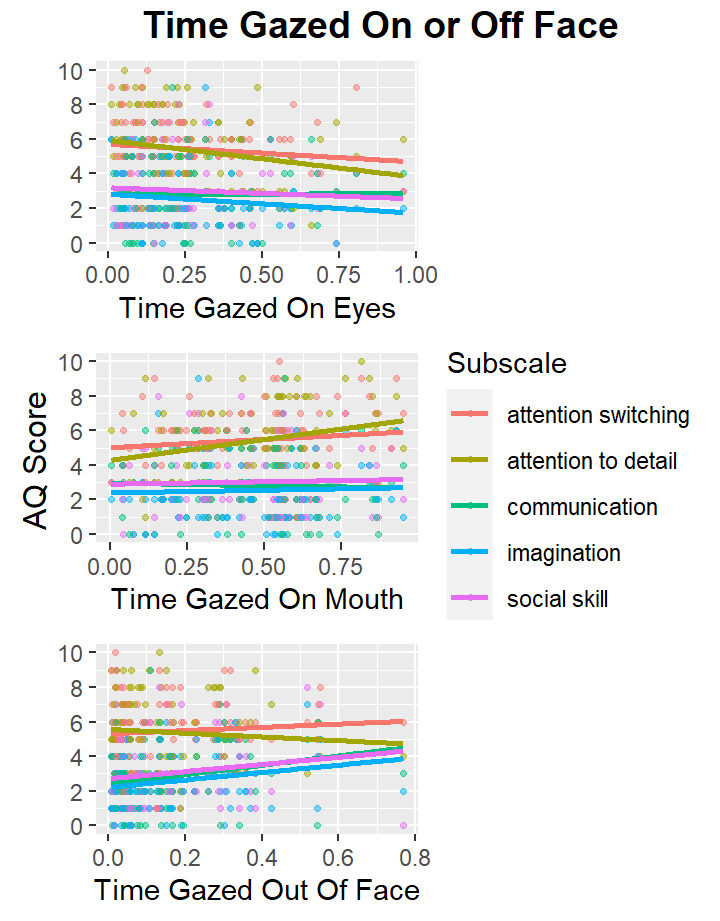 Time Gazed On or Off Face
10
8
6
4
2
0
0.00 0.25 0.50 0.75 1.00
Time Gazed On Eyes
AQ Score
10
8
6
4
2
0
0.00 0.25 0.50 0.75
Time Gazed On Mouth
Subscale
attention switching
attention to detail
communication
imagination
social skill
10
8
6
4
2
0
0.0 0.2 0.4 0.6 0.8
Time Gazed Out Of Face